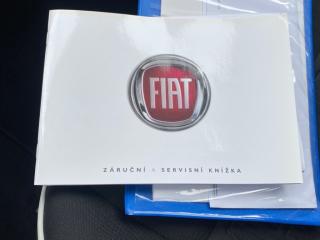 FIAT
ZÁRUČNÍ A SERVISNÍ KNÍŽKA